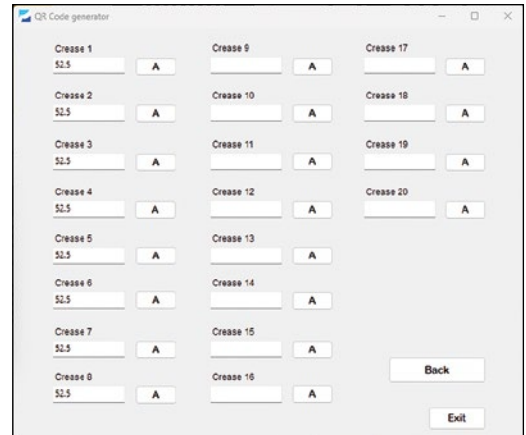 QR Code generator
Crease 1 Crease 9 Crease 17
52.5 A A A
Crease 2 Crease 10 Crease 18
52.5 A A A
Crease 3 Crease 11 Crease 19
52.5 A A A
Crease 4 Crease 12 Crease 20
52.5 A A A
Crease 5 Crease 13
52.5 A A
Crease 6 Crease 14
52.5 A A
Crease 7 Crease 15
52.5 A A
Back
Crease 8 Crease 16
52.5 A A
Exit